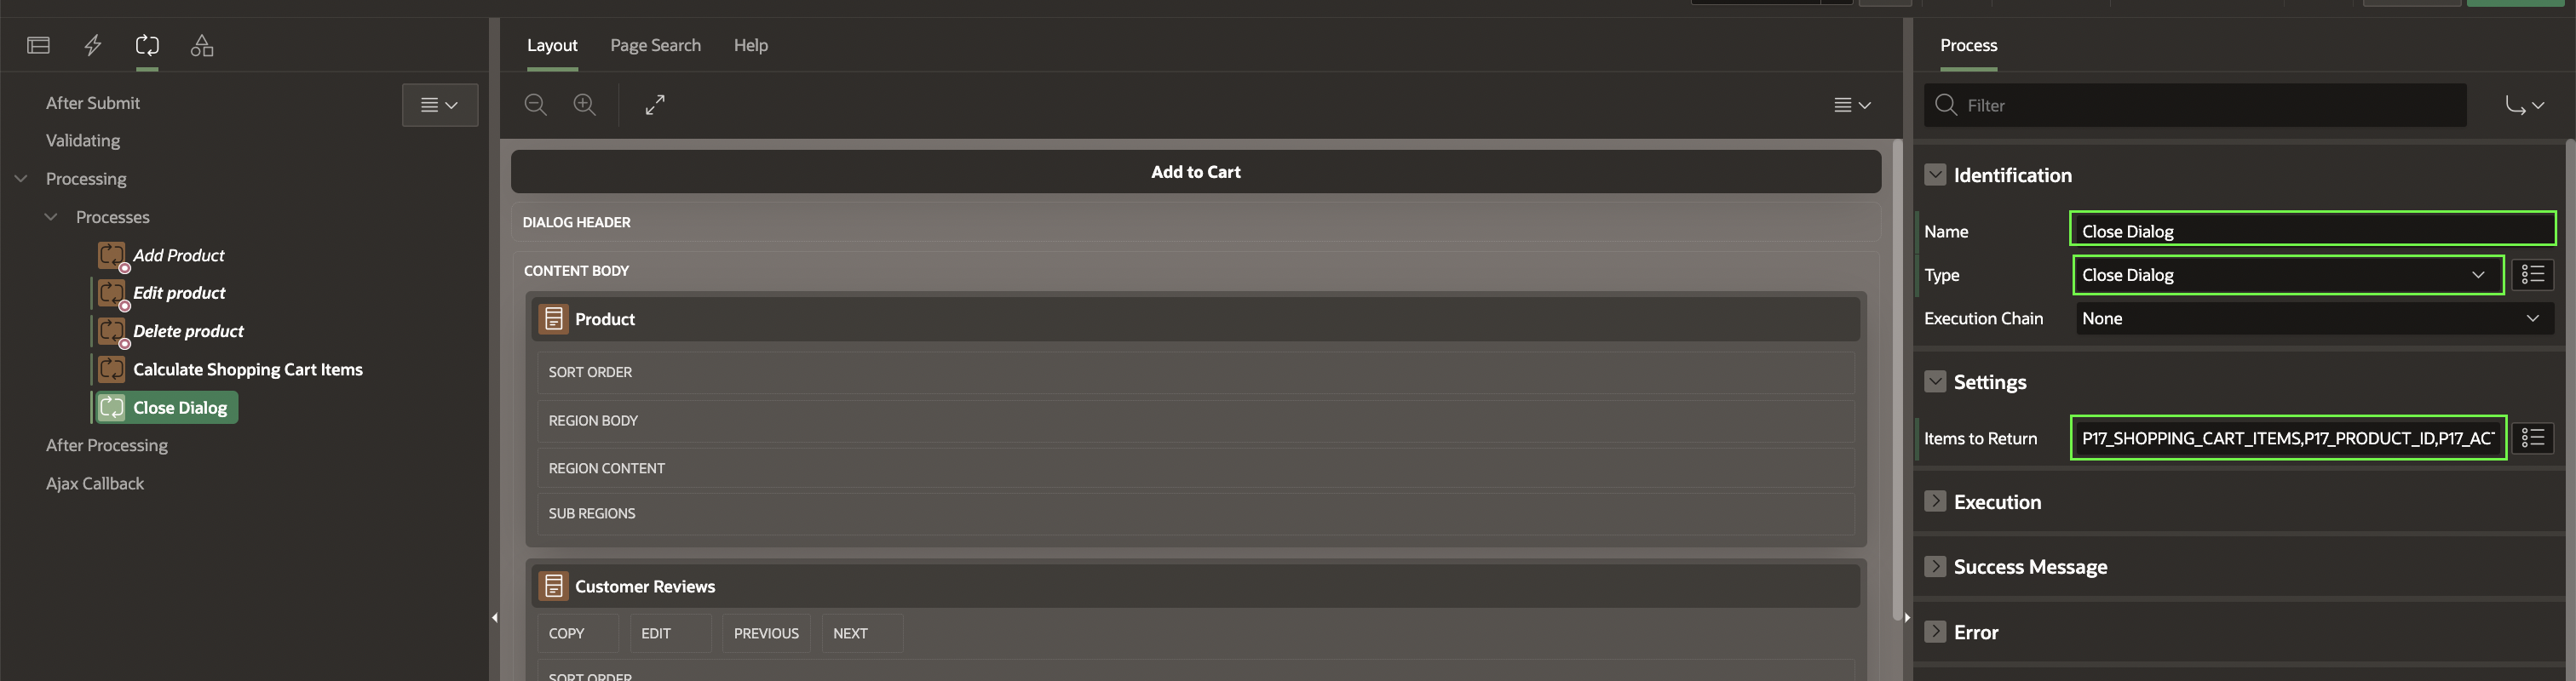 After Submit
Validating
Processing
Processes
Add Product
Edit product
Delete product
Calculate Shopping Cart Items
Close Dialog
After Processing
Ajax Callback
Layout Page Search Help
Add to Cart
DIALOG HEADER
CONTENT BODY
Product
SORT ORDER
REGION BODY
REGION CONTENT
SUB REGIONS
Customer Reviews
COPY EDIT PREVIOUS NEXT
SORT ORDER
Process
Filter
Identification
Name Close Dialog
Type Close Dialog
Execution Chain None
Settings
Items to Return P17_SHOPPING_CART_ITEMS,P17_PRODUCT_ID,P17_AC
Execution
Success Message
Error